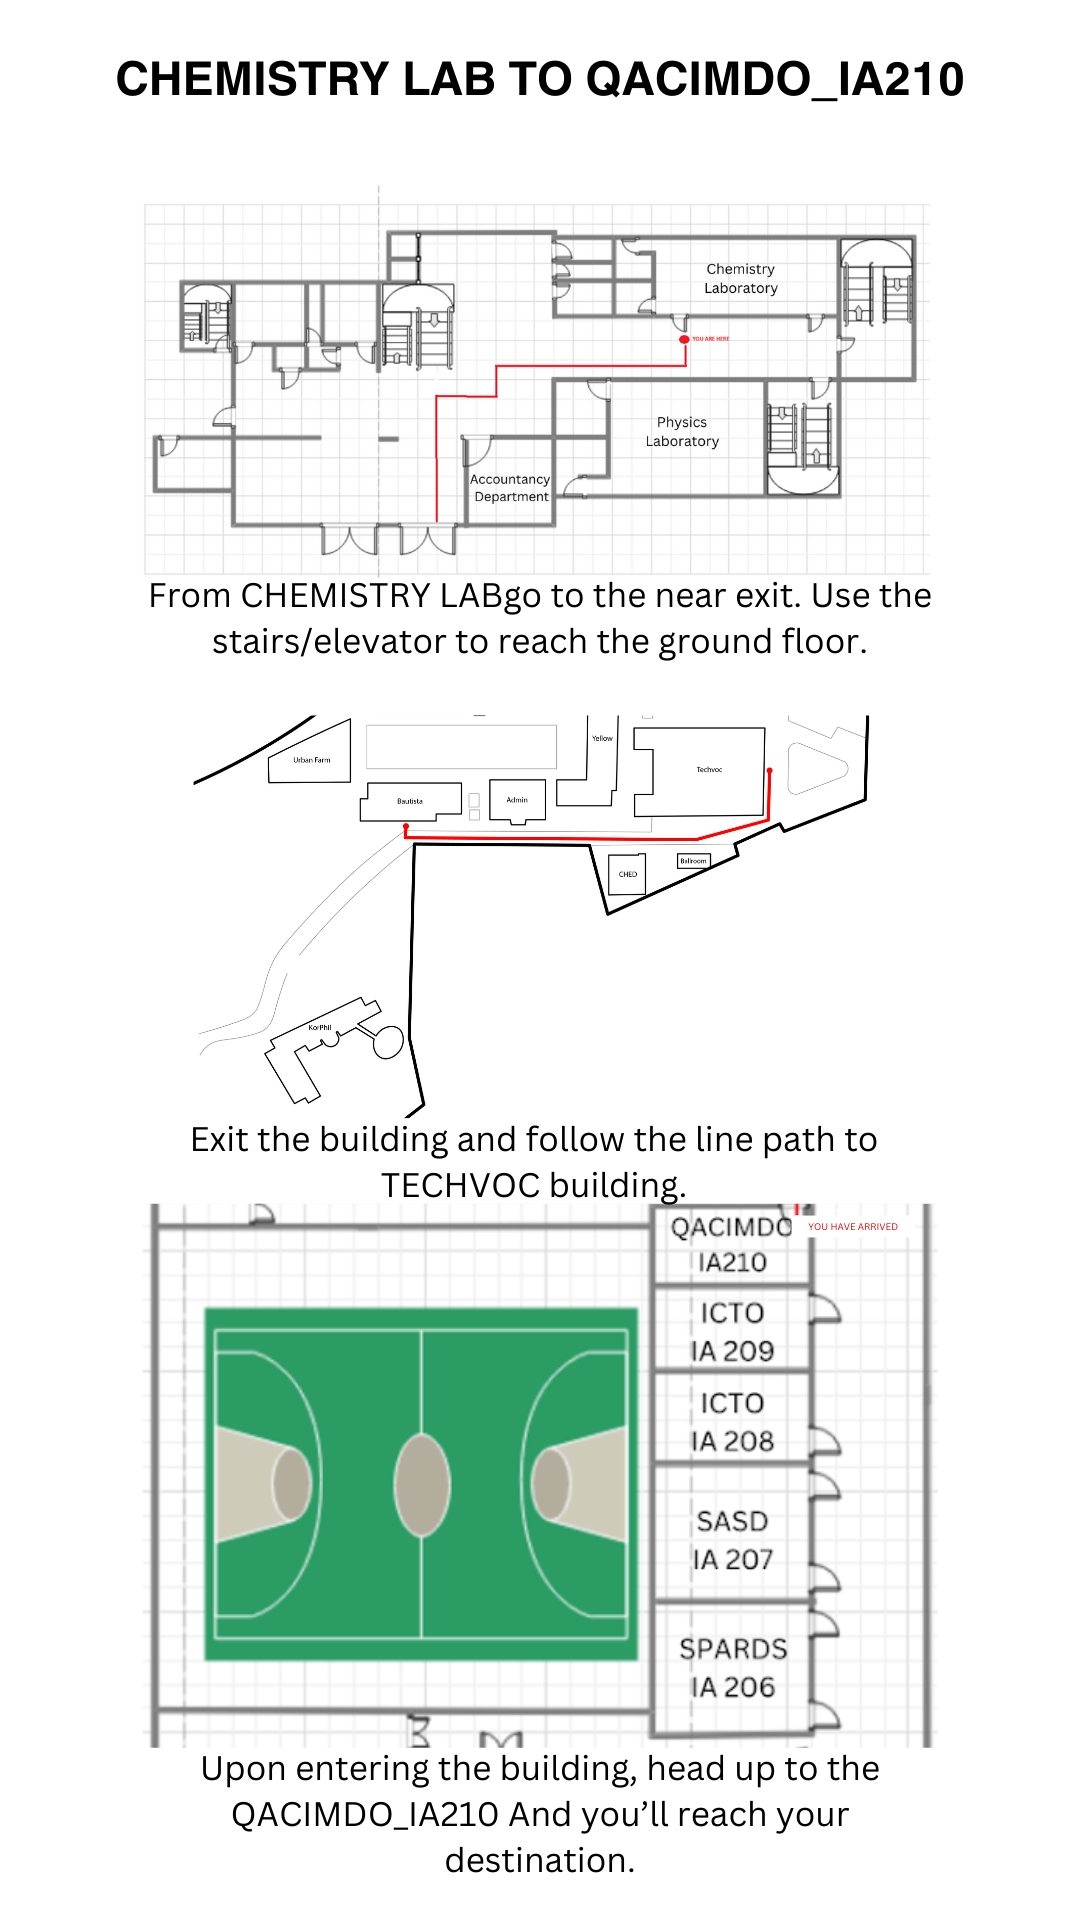 CHEMISTRY LAB TO QACIMDO_IA210
Chemistry
Laboratory
YOU ARE HERE
Physics
Laboratory
Accountancy
Department
From CHEMISTRY LABgo to the near exit. Use the
stairs/elevator to reach the ground floor.
Urban Farm
Yellow
Techvoc
Bautista
Admin
CHED
Ballroom
KorPhil
Exit the building and follow the line path to
TECHVOC building.
QACIMDO
IA210
YOU HAVE ARRIVED
ICTO
IA 209
ICTO
IA 208
SASD
IA 207
SPARDS
IA 206
Upon entering the building, head up to the
QACIMDO_IA210 And you’ll reach your
destination.